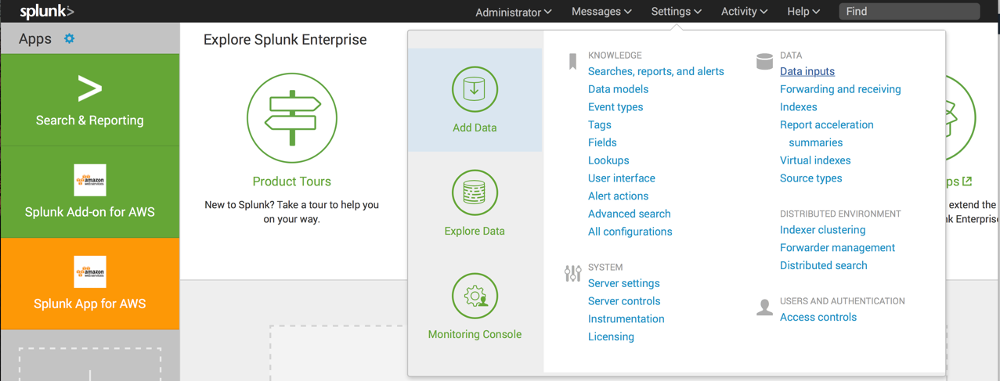 splunk>
Administrator
Messages
Settings
Activity
Help
Find
Apps
Search & Reporting
amazon
web services
Splunk Add-on for AWS
amazon
web services
Splunk App for AWS
Explore Splunk Enterprise
Product Tours
New to Splunk? Take a tour to help you
on your way.
Add Data
Explore Data
Monitoring Console
KNOWLEDGE
Searches, reports, and alerts
Data models
Event types
Tags
Fields
Lookups
User interface
Alert actions
Advanced search
All configurations
SYSTEM
Server settings
Server controls
Instrumentation
Licensing
DATA
Data inputs
Forwarding and receiving
Indexes
Report acceleration
summaries
Virtual indexes
Source types
DISTRIBUTED ENVIRONMENT
Indexer clustering
Forwarder management
Distributed search
USERS AND AUTHENTICATION
Access controls
ps
extend the
nk Enterprise